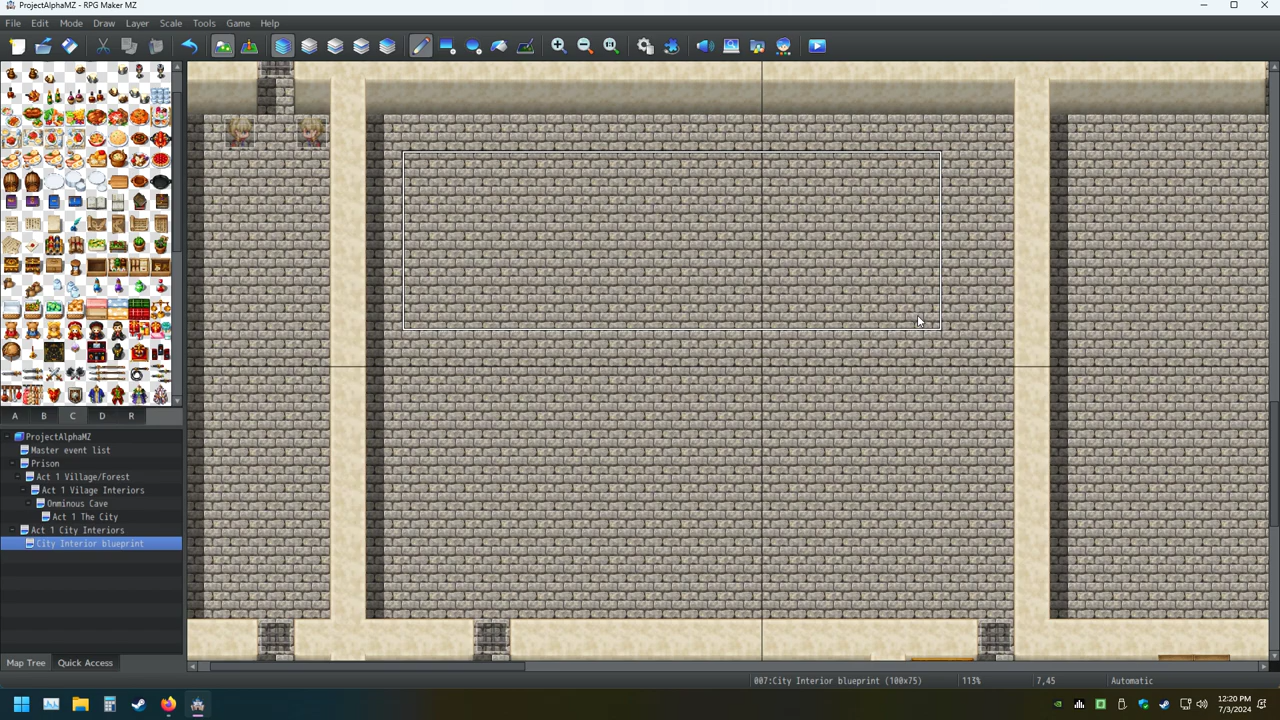 ProjectAlphaMZ - RPG Maker MZ
File Edit Mode Draw Layer Scale Tools Game Help
A B C D R
ProjectAlphaMZ
Master event list
Prison
Act 1 Village/Forest
Act 1 Vilage Interiors
Onminous Cave
Act 1 The City
Act 1 City Interiors
City Interior blueprint
Map Tree Quick Access
007:City Interior blueprint (100x75) 113% 7,45 Automatic
12:20 PM
7/3/2024